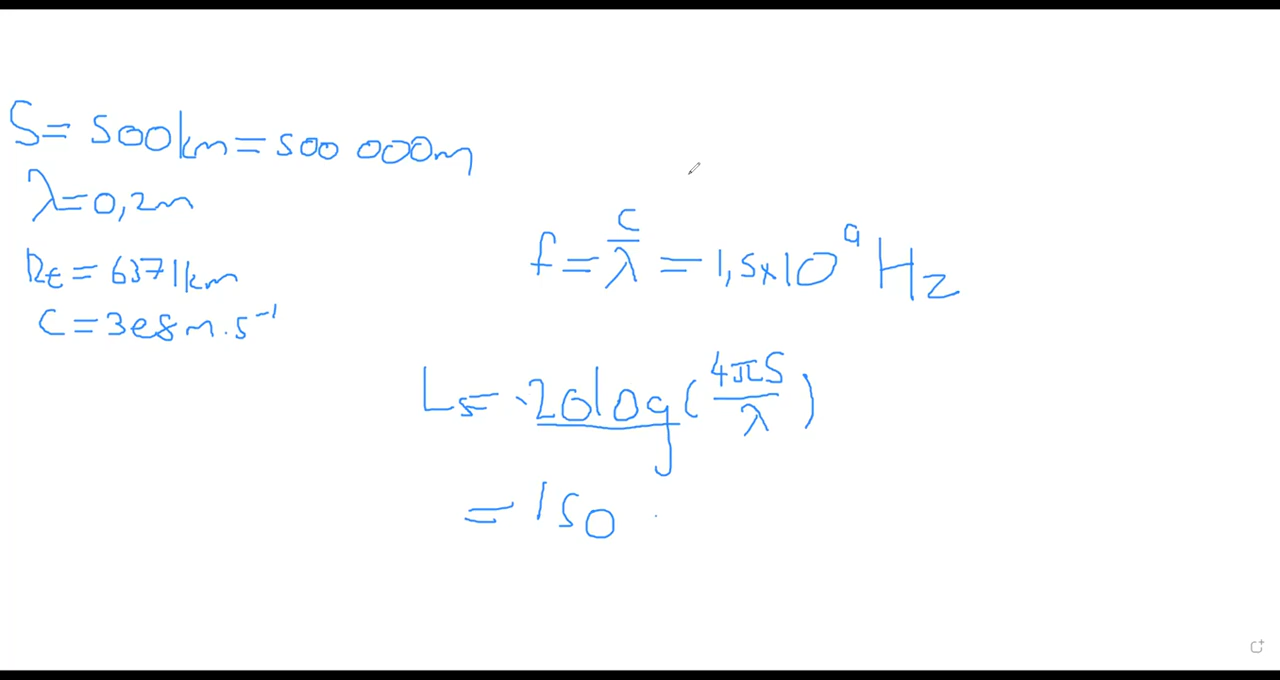 S = 500km = 500 000m
λ = 0,2m
RE = 6371km
C = 3e8 m.s⁻¹
f = c/λ = 1,5x10⁹ Hz
Ls = 20log(4πS/λ)
= 150